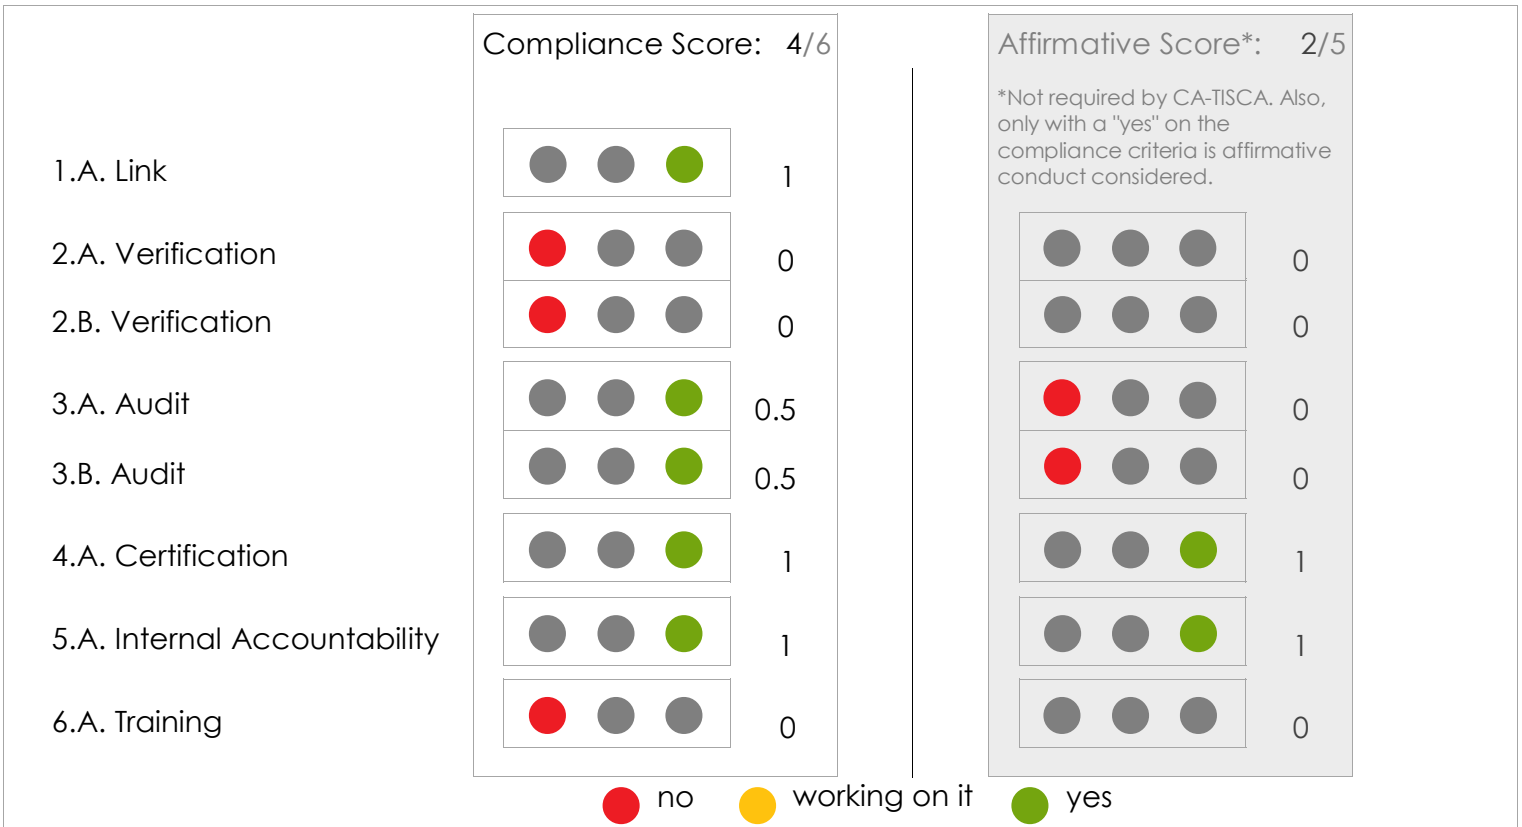 Compliance Score: 4/6
Affirmative Score*: 2/5
*Not required by CA-TISCA. Also,
only with a "yes" on the
compliance criteria is affirmative
conduct considered.
1.A. Link 1
2.A. Verification 0 0
2.B. Verification 0 0
3.A. Audit 0.5 0
3.B. Audit 0.5 0
4.A. Certification 1 1
5.A. Internal Accountability 1 1
6.A. Training 0 0
no working on it yes